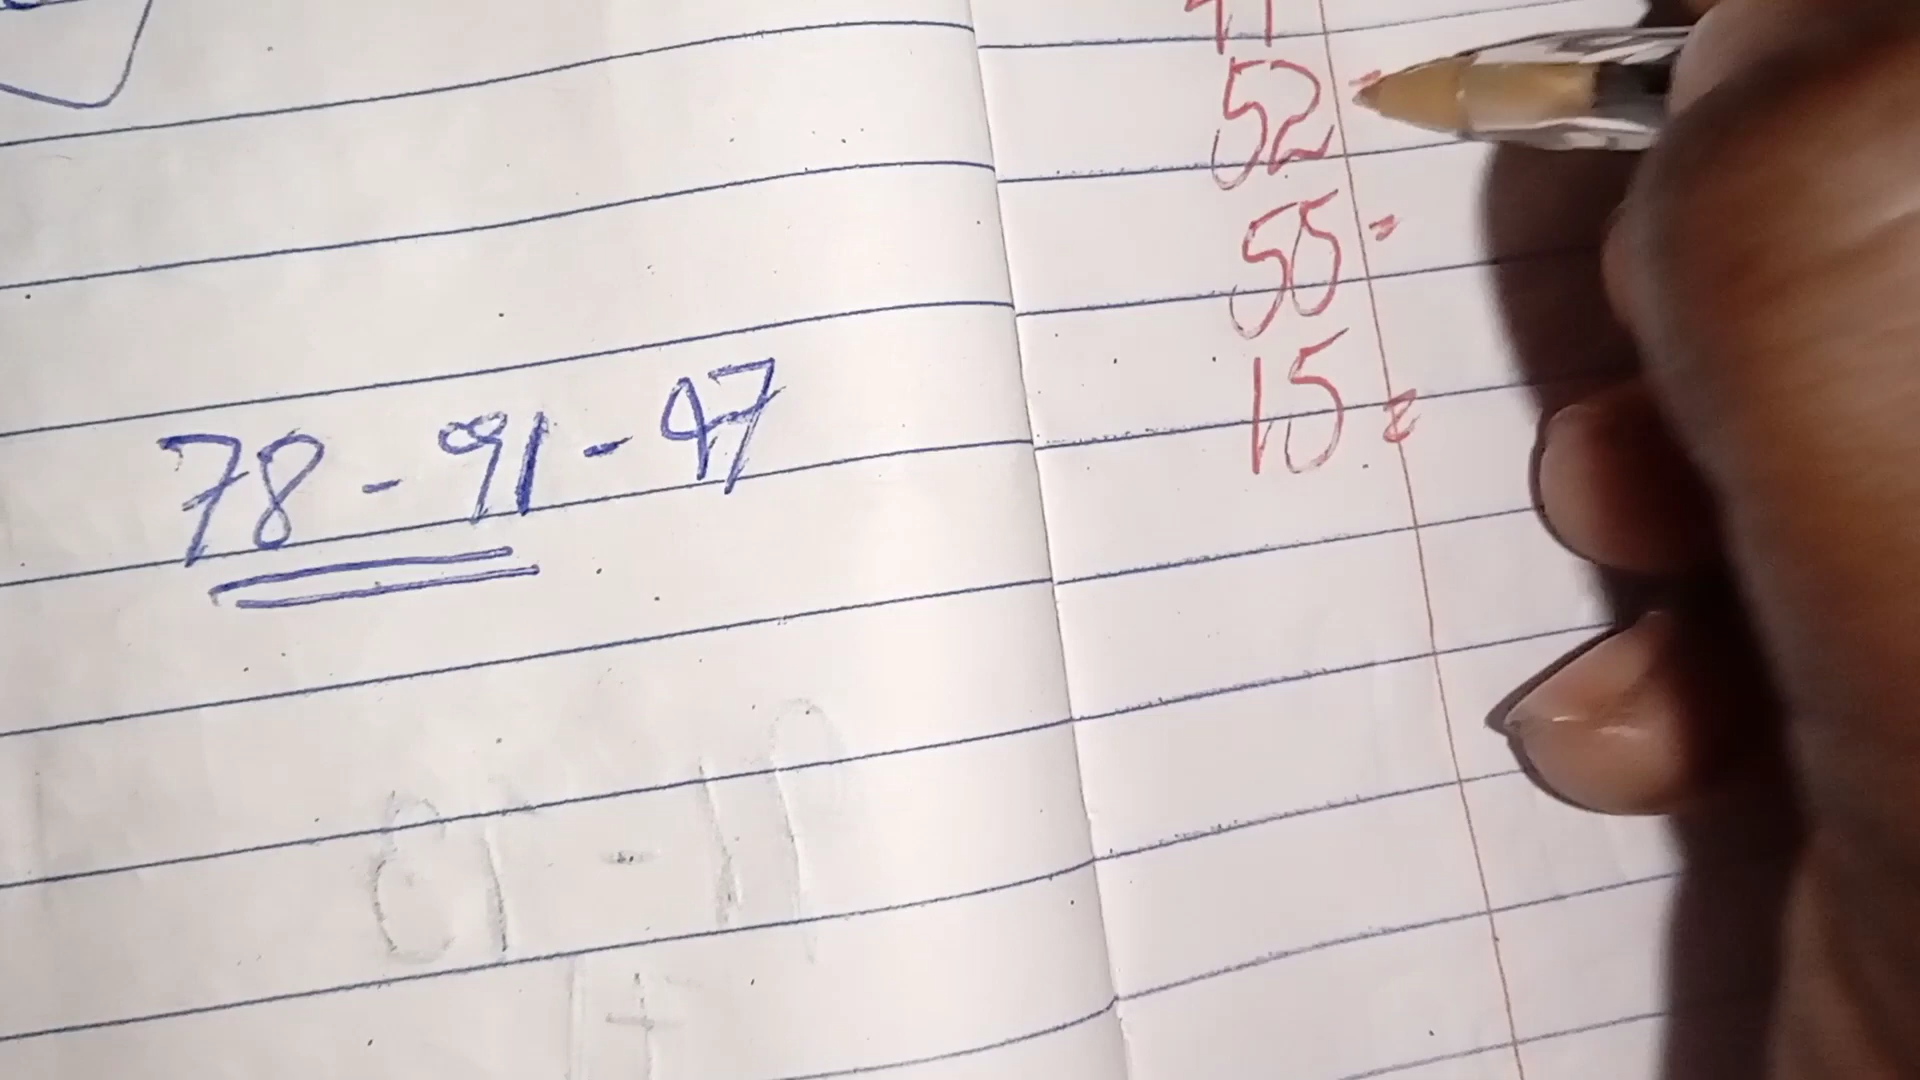 78 - 91 - 47
52 =
55 =
15 =